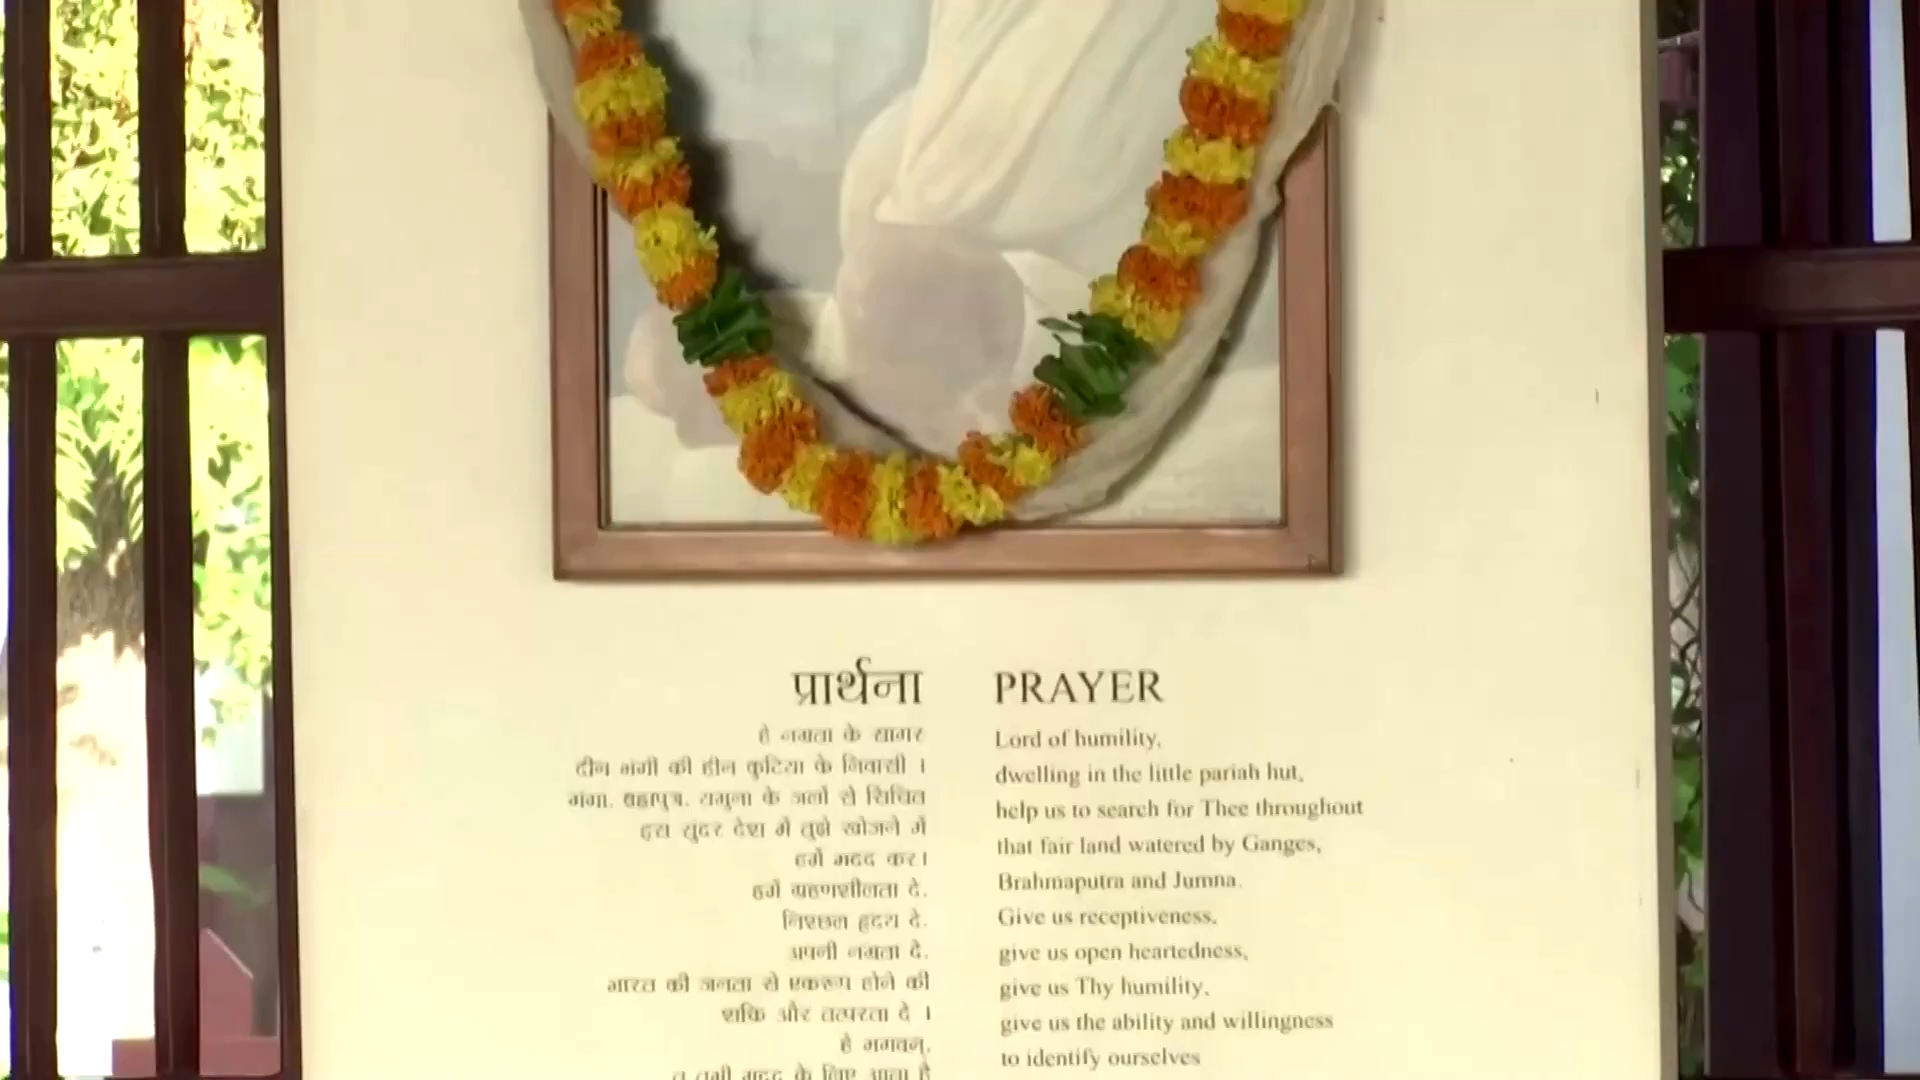 प्रार्थना
हे नम्रता के सागर
दीन भंगी की हीन कुटिया के निवासी ।
गंगा, ब्रह्मपुत्र, यमुना के जलों से सिंचित
इस सुंदर देश में तुझे खोजने में
हमें मदद कर।
हमें ग्रहणशीलता दे,
निश्छल हृदय दे,
अपनी नम्रता दे,
भारत की जनता से एकरूप होने की
शक्ति और तत्परता दे ।
हे भगवन्,
तू तभी मदद के लिए आता है
PRAYER
Lord of humility,
dwelling in the little pariah hut,
help us to search for Thee throughout
that fair land watered by Ganges,
Brahmaputra and Jumna.
Give us receptiveness,
give us open heartedness,
give us Thy humility,
give us the ability and willingness
to identify ourselves